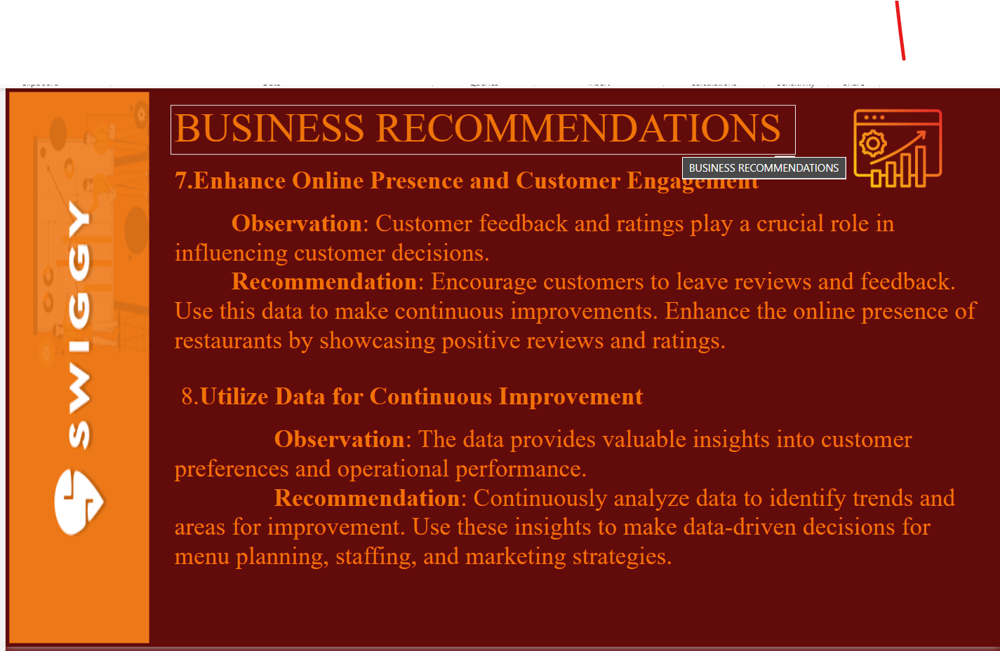 BUSINESS RECOMMENDATIONS
BUSINESS RECOMMENDATIONS
7.Enhance Online Presence and Customer Engagement
Observation: Customer feedback and ratings play a crucial role in
influencing customer decisions.
Recommendation: Encourage customers to leave reviews and feedback.
Use this data to make continuous improvements. Enhance the online presence of
restaurants by showcasing positive reviews and ratings.
8.Utilize Data for Continuous Improvement
Observation: The data provides valuable insights into customer
preferences and operational performance.
Recommendation: Continuously analyze data to identify trends and
areas for improvement. Use these insights to make data-driven decisions for
menu planning, staffing, and marketing strategies.
SWIGGY